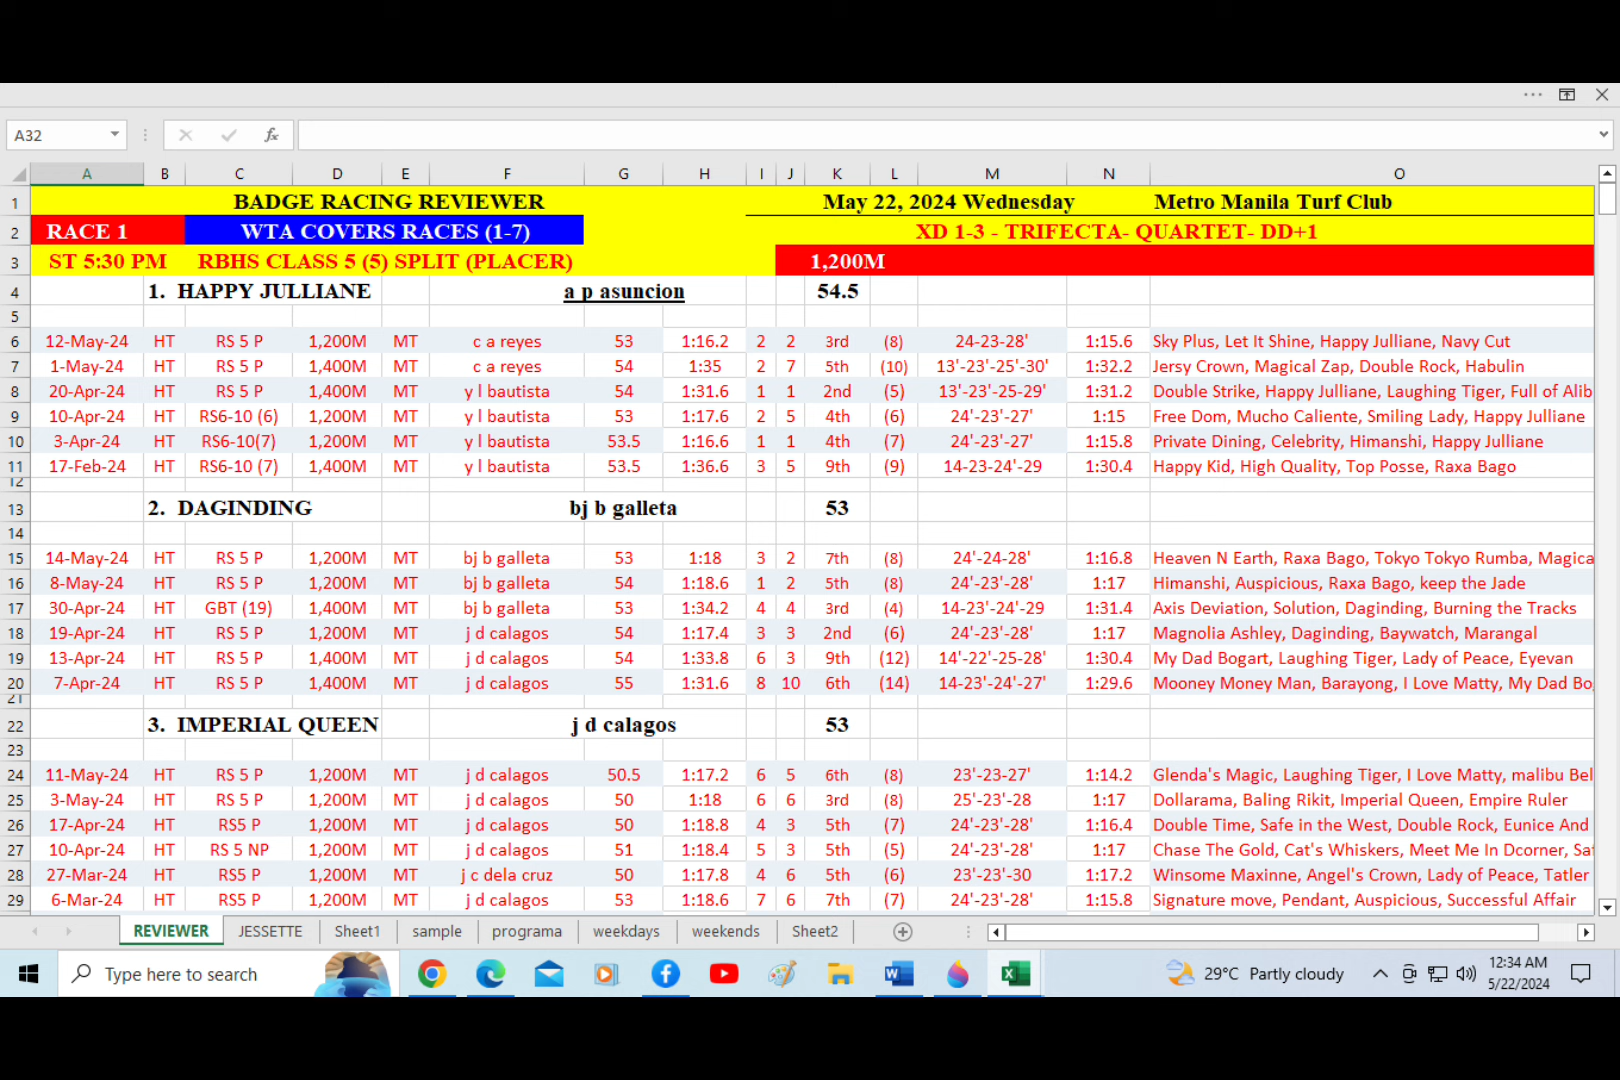 A32
fx
A B C D E F G H I J K L M N O
1 BADGE RACING REVIEWER May 22, 2024 Wednesday Metro Manila Turf Club
2 RACE 1 WTA COVERS RACES (1-7) XD 1-3 - TRIFECTA- QUARTET- DD+1
3 ST 5:30 PM RBHS CLASS 5 (5) SPLIT (PLACER) 1,200M
4 1. HAPPY JULLIANE a p asuncion 54.5
5
6 12-May-24 HT RS 5 P 1,200M MT c a reyes 53 1:16.2 2 2 3rd (8) 24-23-28' 1:15.6 Sky Plus, Let It Shine, Happy Julliane, Navy Cut
7 1-May-24 HT RS 5 P 1,400M MT c a reyes 54 1:35 2 7 5th (10) 13'-23'-25'-30' 1:32.2 Jersy Crown, Magical Zap, Double Rock, Habulin
8 20-Apr-24 HT RS 5 P 1,400M MT y l bautista 54 1:31.6 1 1 2nd (5) 13'-23'-25-29' 1:31.2 Double Strike, Happy Julliane, Laughing Tiger, Full of Alib
9 10-Apr-24 HT RS6-10 (6) 1,200M MT y l bautista 53 1:17.6 2 5 4th (6) 24'-23'-27' 1:15 Free Dom, Mucho Caliente, Smiling Lady, Happy Julliane
10 3-Apr-24 HT RS6-10(7) 1,200M MT y l bautista 53.5 1:16.6 1 1 4th (7) 24'-23'-27' 1:15.8 Private Dining, Celebrity, Himanshi, Happy Julliane
11 17-Feb-24 HT RS6-10 (7) 1,400M MT y l bautista 53.5 1:36.6 3 5 9th (9) 14-23-24'-29 1:30.4 Happy Kid, High Quality, Top Posse, Raxa Bago
12
13 2. DAGINDING bj b galleta 53
14
15 14-May-24 HT RS 5 P 1,200M MT bj b galleta 53 1:18 3 2 7th (8) 24'-24-28' 1:16.8 Heaven N Earth, Raxa Bago, Tokyo Tokyo Rumba, Magica
16 8-May-24 HT RS 5 P 1,200M MT bj b galleta 54 1:18.6 1 2 5th (8) 24'-23'-28' 1:17 Himanshi, Auspicious, Raxa Bago, keep the Jade
17 30-Apr-24 HT GBT (19) 1,400M MT bj b galleta 53 1:34.2 4 4 3rd (4) 14-23'-24'-29 1:31.4 Axis Deviation, Solution, Daginding, Burning the Tracks
18 19-Apr-24 HT RS 5 P 1,200M MT j d calagos 54 1:17.4 3 3 2nd (6) 24'-23'-28' 1:17 Magnolia Ashley, Daginding, Baywatch, Marangal
19 13-Apr-24 HT RS 5 P 1,400M MT j d calagos 54 1:33.8 6 3 9th (12) 14'-22'-25-28' 1:30.4 My Dad Bogart, Laughing Tiger, Lady of Peace, Eyevan
20 7-Apr-24 HT RS 5 P 1,400M MT j d calagos 55 1:31.6 8 10 6th (14) 14-23'-24'-27' 1:29.6 Mooney Money Man, Barayong, I Love Matty, My Dad Bo
21
22 3. IMPERIAL QUEEN j d calagos 53
23
24 11-May-24 HT RS 5 P 1,200M MT j d calagos 50.5 1:17.2 6 5 6th (8) 23'-23-27' 1:14.2 Glenda's Magic, Laughing Tiger, I Love Matty, malibu Bel
25 3-May-24 HT RS 5 P 1,200M MT j d calagos 50 1:18 6 6 3rd (8) 25'-23'-28 1:17 Dollarama, Baling Rikit, Imperial Queen, Empire Ruler
26 17-Apr-24 HT RS5 P 1,200M MT j d calagos 50 1:18.8 4 3 5th (7) 24'-23'-28' 1:16.4 Double Time, Safe in the West, Double Rock, Eunice And
27 10-Apr-24 HT RS 5 NP 1,200M MT j d calagos 51 1:18.4 5 3 5th (5) 24'-23'-28' 1:17 Chase The Gold, Cat's Whiskers, Meet Me In Dcorner, Sa
28 27-Mar-24 HT RS5 P 1,200M MT j c dela cruz 50 1:17.8 4 6 5th (6) 23'-23'-30 1:17.2 Winsome Maxinne, Angel's Crown, Lady of Peace, Tatler
29 6-Mar-24 HT RS5 P 1,200M MT j d calagos 53 1:18.6 7 6 7th (7) 24'-23'-28' 1:15.8 Signature move, Pendant, Auspicious, Successful Affair
REVIEWER JESSETTE Sheet1 sample programa weekdays weekends Sheet2
Type here to search 29°C Partly cloudy 12:34 AM
5/22/2024